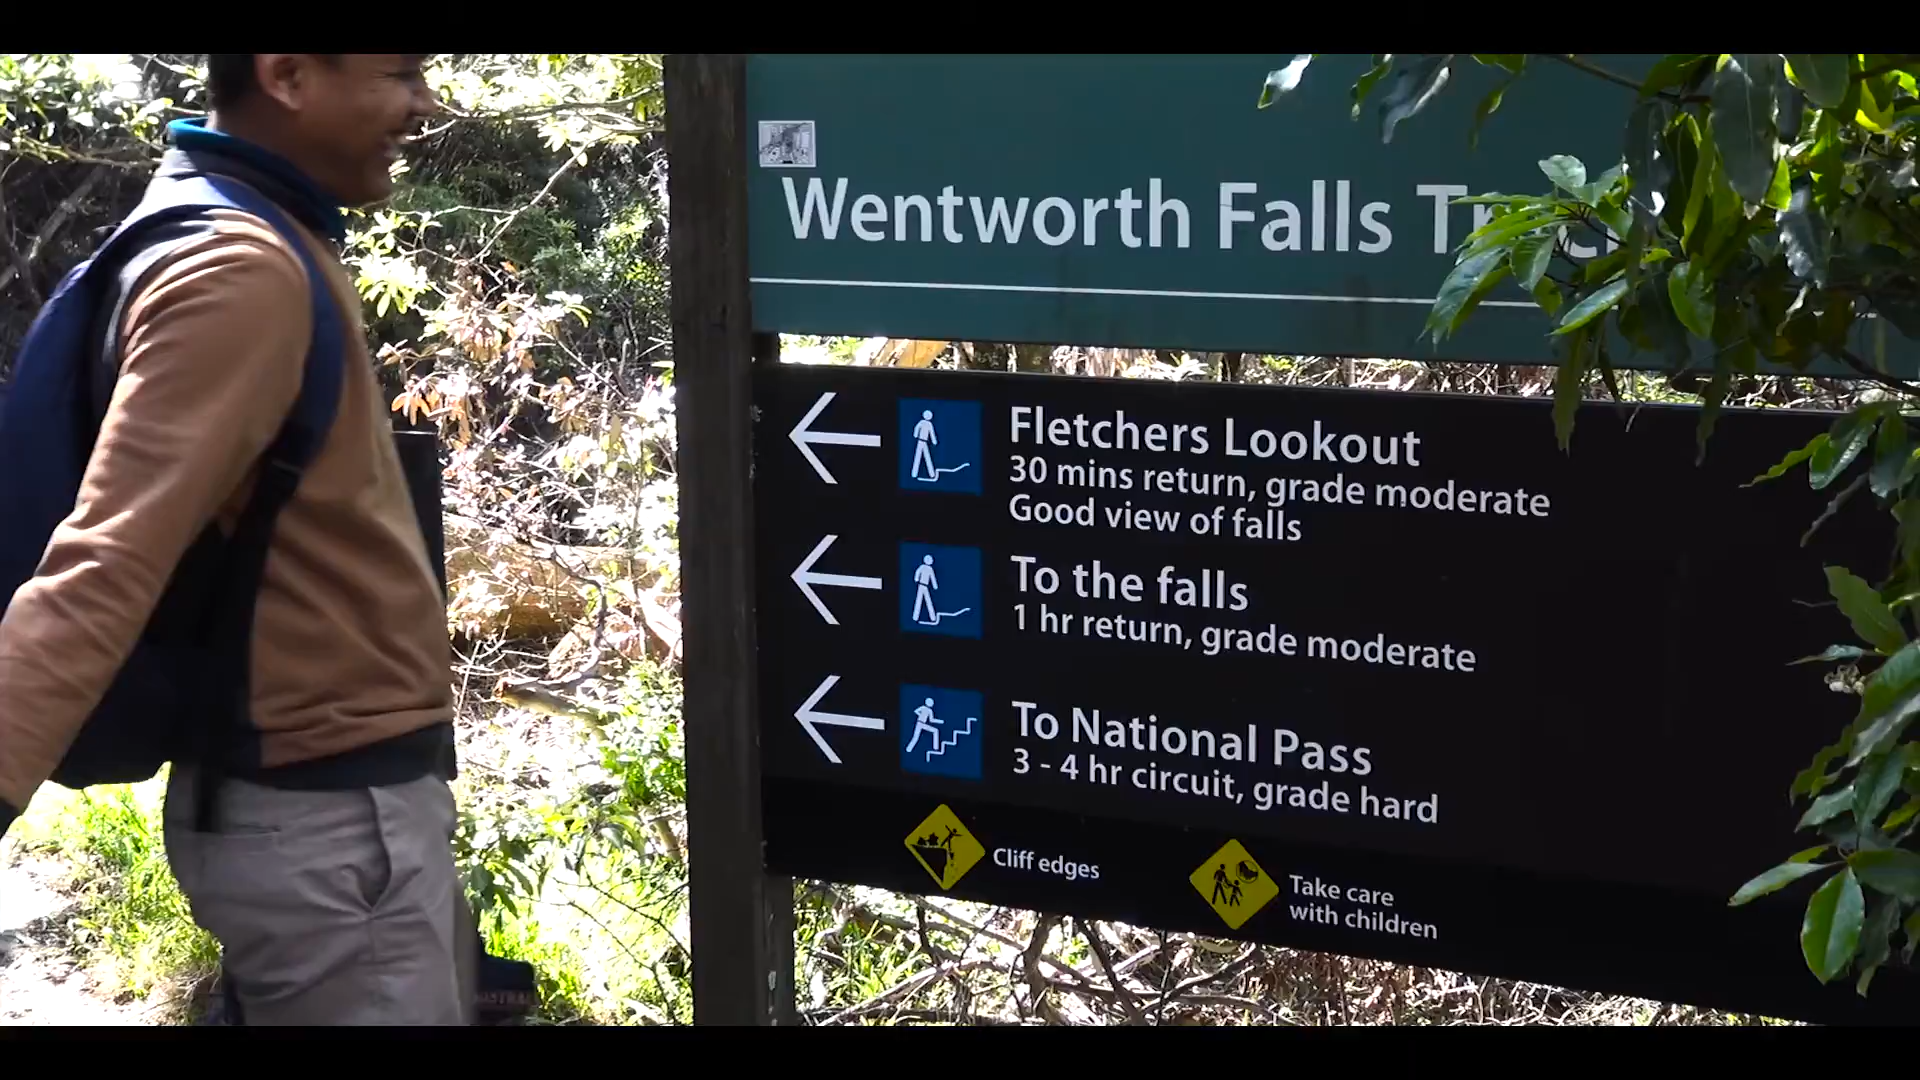 Wentworth Falls
Fletchers Lookout
30 mins return, grade moderate
Good view of falls
To the falls
1 hr return, grade moderate
To National Pass
3 - 4 hr circuit, grade hard
Cliff edges
Take care
with children